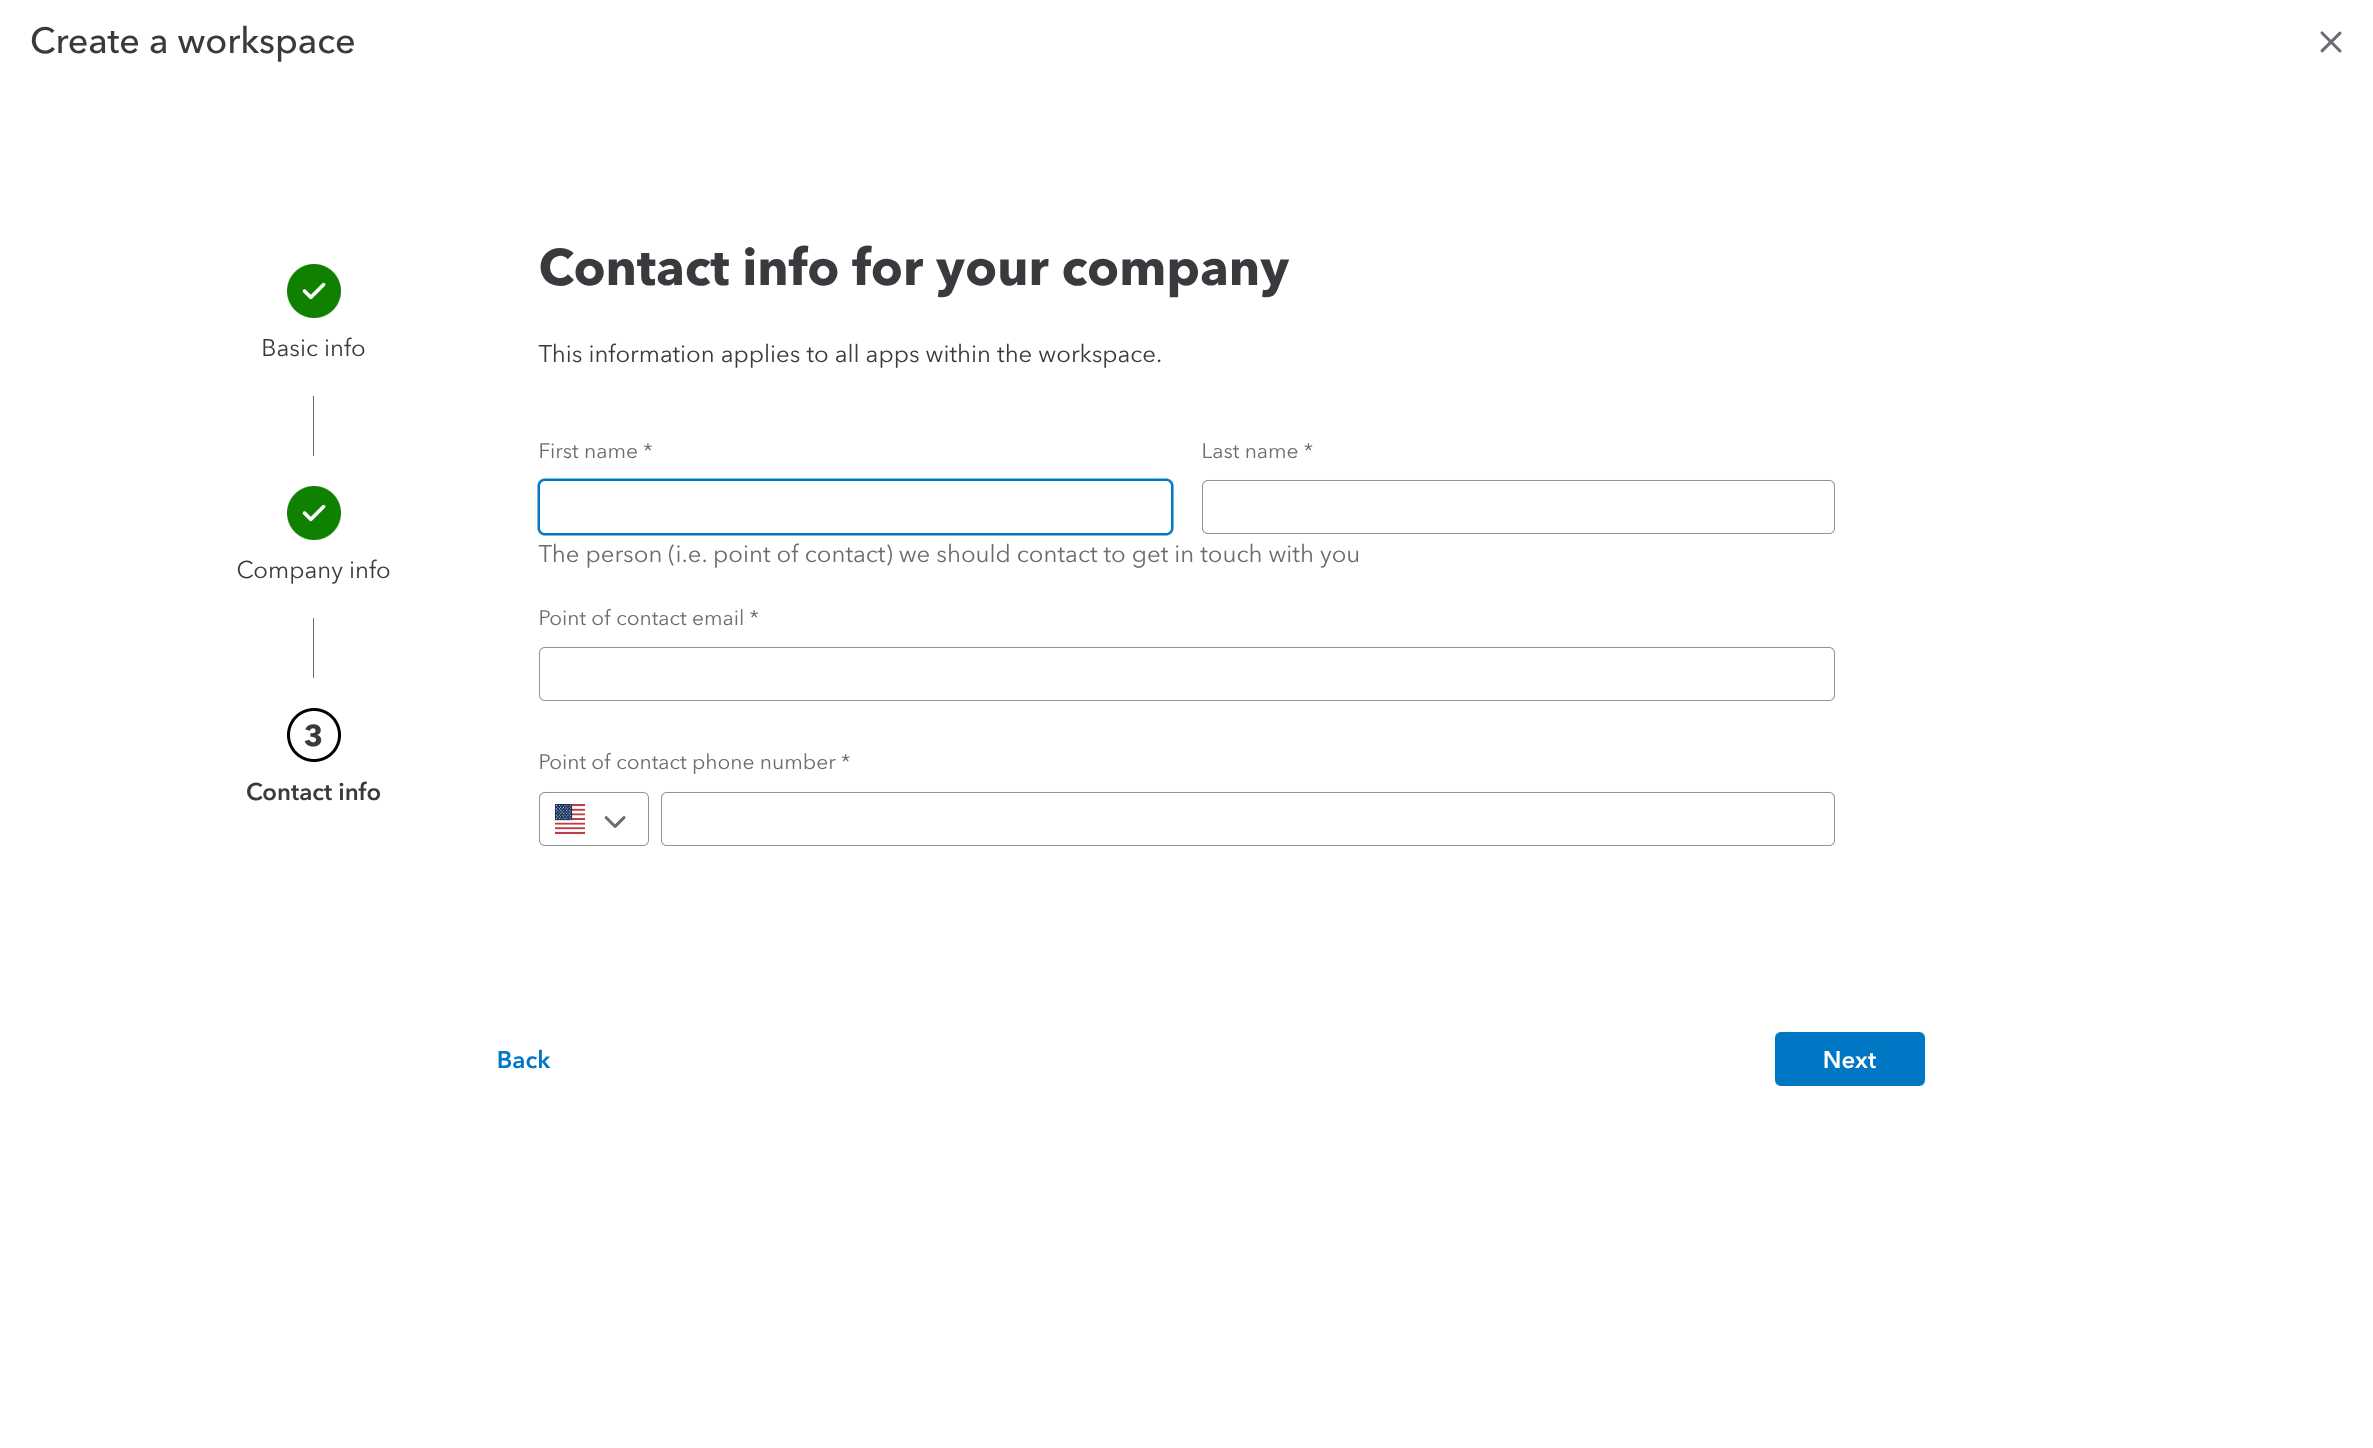 Create a workspace
Basic info
Company info
3
Contact info
Contact info for your company
This information applies to all apps within the workspace.
First name *
Last name *
The person (i.e. point of contact) we should contact to get in touch with you
Point of contact email *
Point of contact phone number *
Back
Next